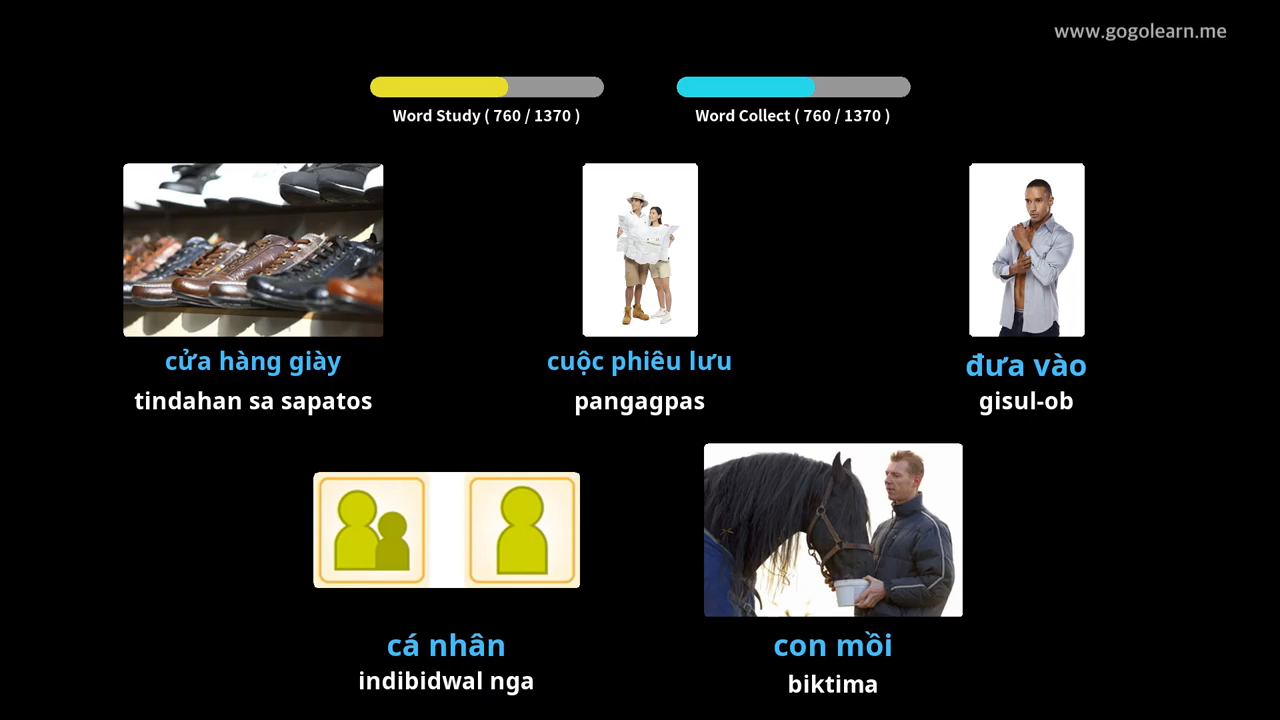 www.gogolearn.me
Word Study ( 760 / 1370 )
Word Collect ( 760 / 1370 )
cửa hàng giày
tindahan sa sapatos
cuộc phiêu lưu
pangagpas
đưa vào
gisul-ob
cá nhân
indibidwal nga
con mồi
biktima